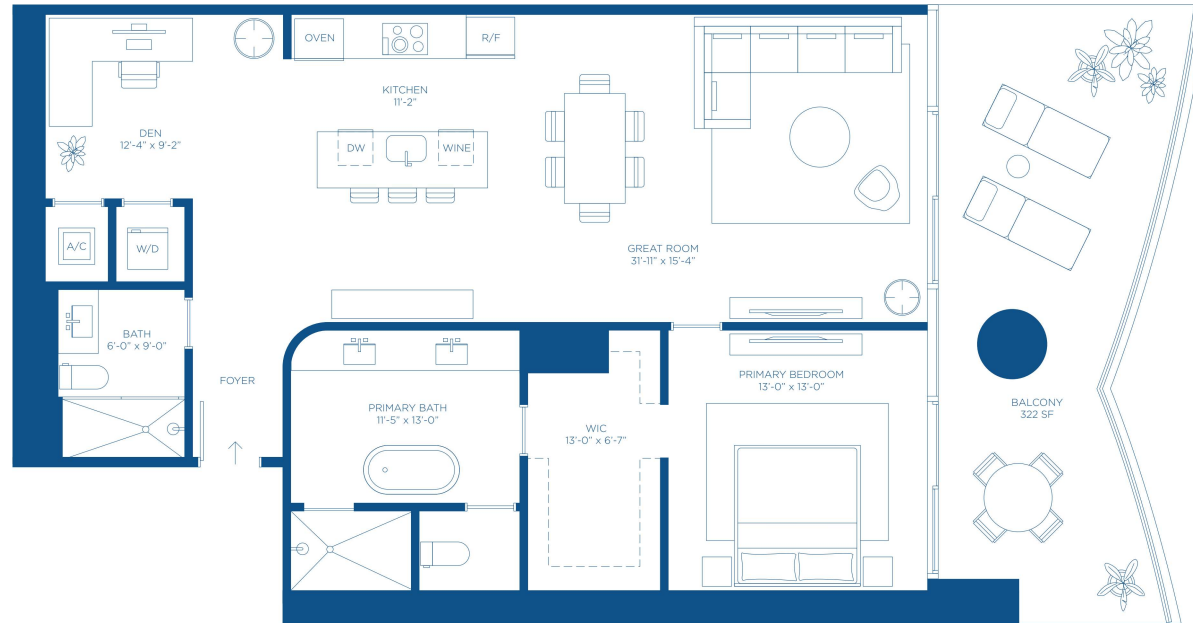 OVEN
R/F
KITCHEN
11'-2"
DEN
12'-4" x 9'-2"
DW
WINE
A/C
W/D
GREAT ROOM
31'-11" x 15'-4"
BATH
6'-0" x 9'-0"
FOYER
PRIMARY BATH
11'-5" x 13'-0"
WIC
13'-0" x 6'-7"
PRIMARY BEDROOM
13'-0" x 13'-0"
BALCONY
322 SF